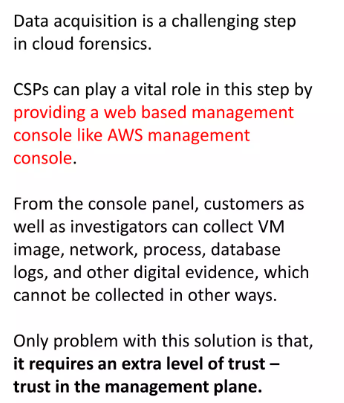 Data acquisition is a challenging step
in cloud forensics.
CSPs can play a vital role in this step by
providing a web based management
console like AWS management
console.
From the console panel, customers as
well as investigators can collect VM
image, network, process, database
logs, and other digital evidence, which
cannot be collected in other ways.
Only problem with this solution is that,
it requires an extra level of trust –
trust in the management plane.